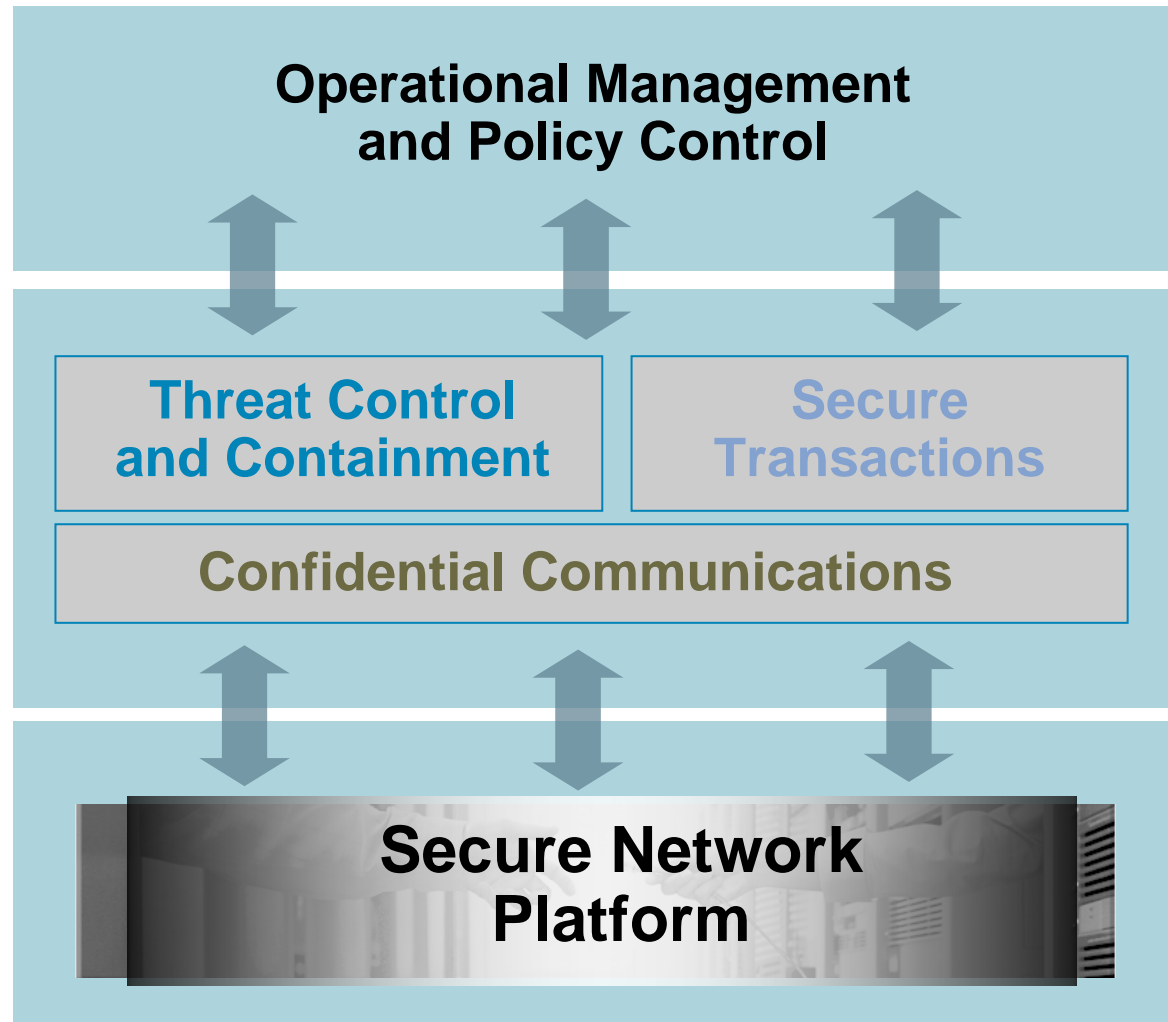 Operational Management
and Policy Control
Threat Control
and Containment
Secure
Transactions
Confidential Communications
Secure Network
Platform